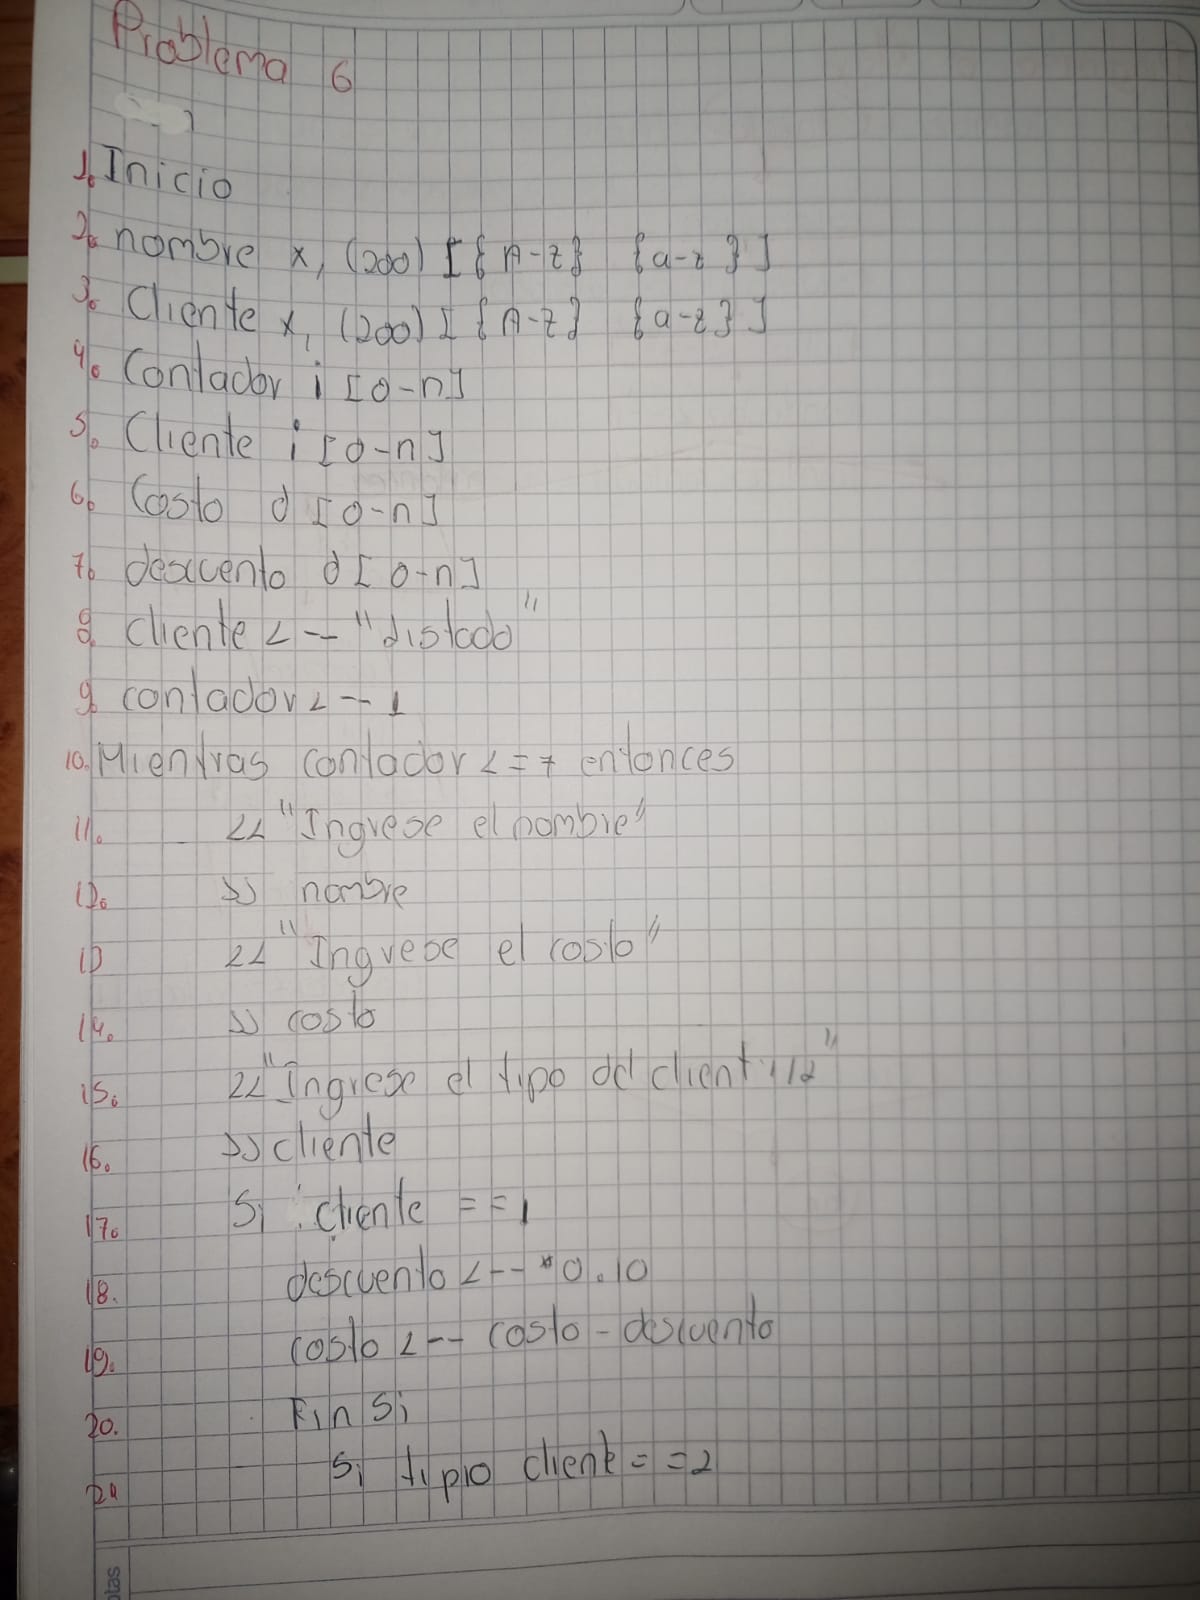 Problema 6
1. Inicio
2. nombre x, (200) [{A-z} {a-z}]
3. Cliente x, (200) [{A-z} {a-z}]
4. Contador i [0-n]
5. Cliente i [0-n]
6. Costo d [0-n]
7. descuento d [0-n]
8. cliente <-- "distado"
9. contador <-- 1
10. Mientras contador <= 7 entonces
11. << "Ingrese el nombre"
12. >> nombre
13 << "Ingrese el costo"
14. >> costo
15. << "Ingrese el tipo del client 1/2"
16. >> cliente
17. Si cliente == 1
18. descuento <-- *0.10
19. costo <-- costo - descuento
20. Fin Si
21 Si tipio cliente == 2
otas